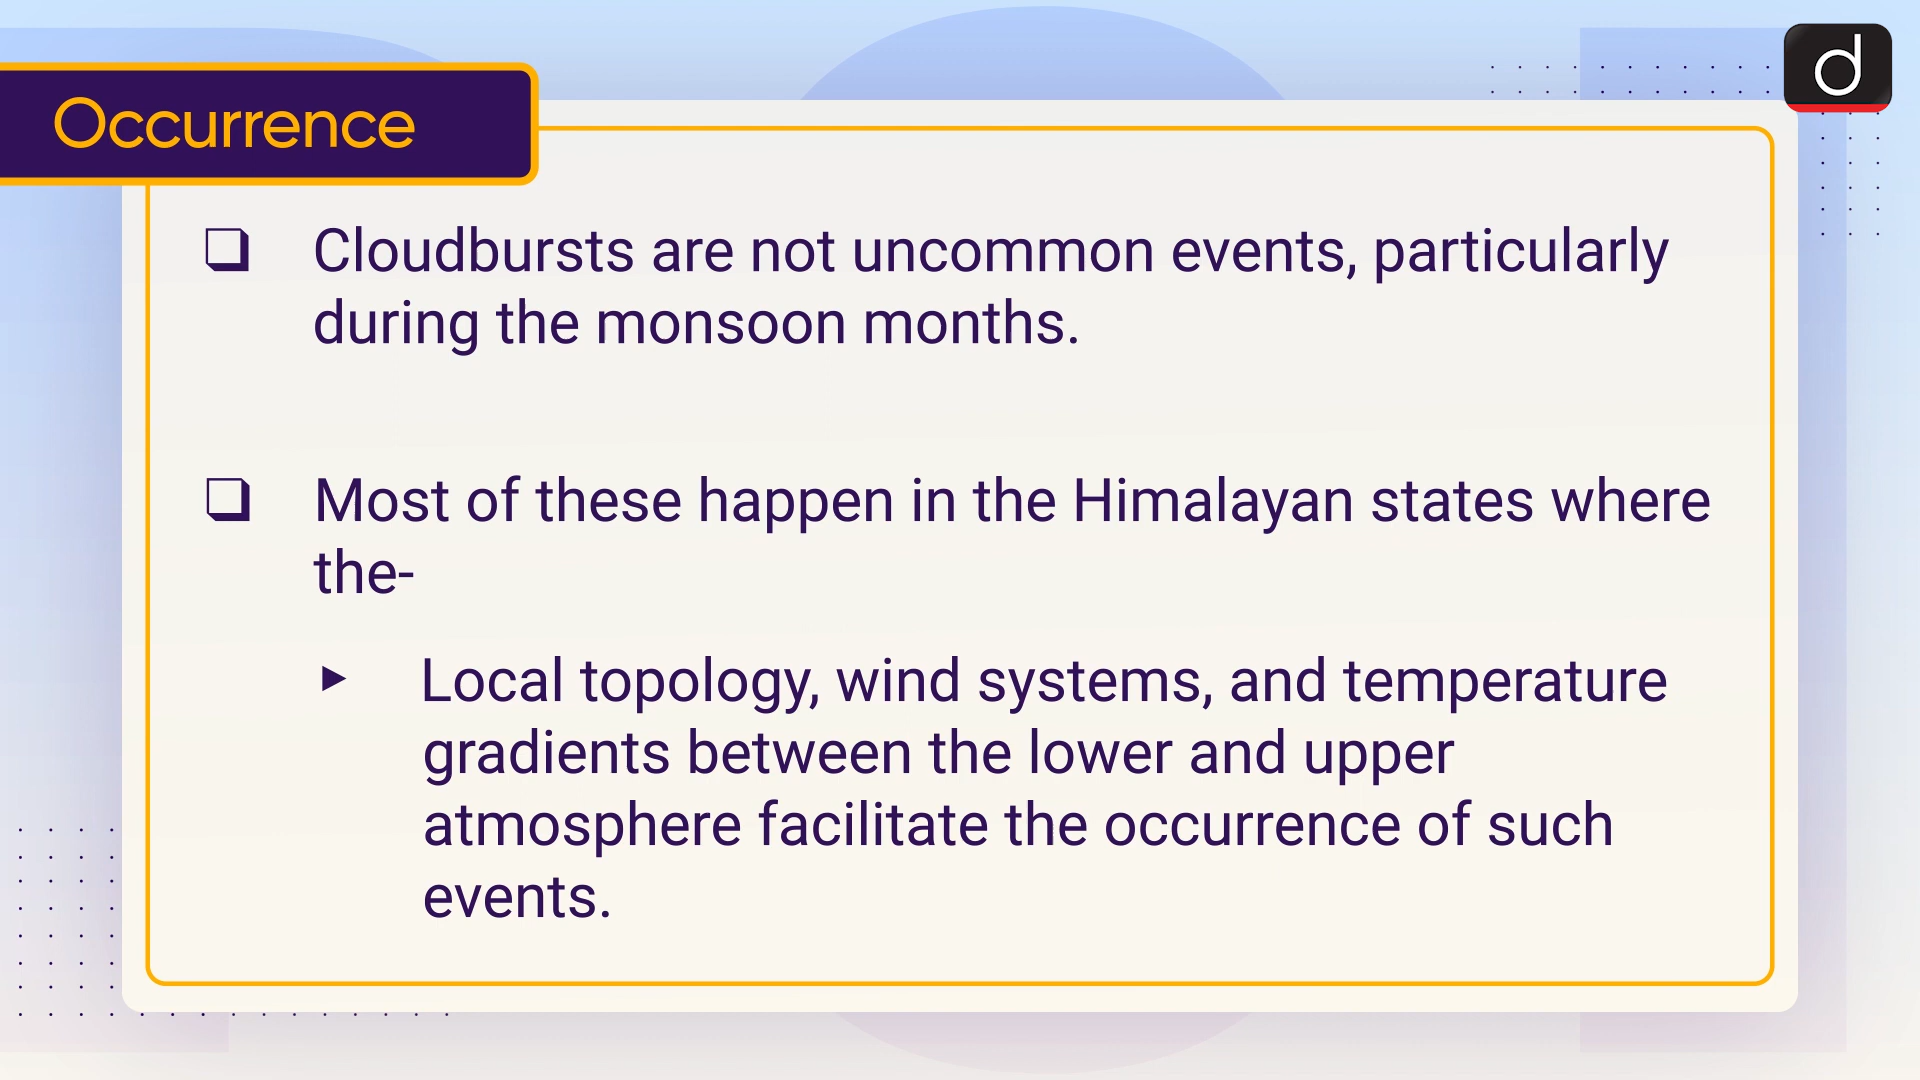 Occurrence
d
❑ Cloudbursts are not uncommon events, particularly
during the monsoon months.
❑ Most of these happen in the Himalayan states where
the-
▶ Local topology, wind systems, and temperature
gradients between the lower and upper
atmosphere facilitate the occurrence of such
events.